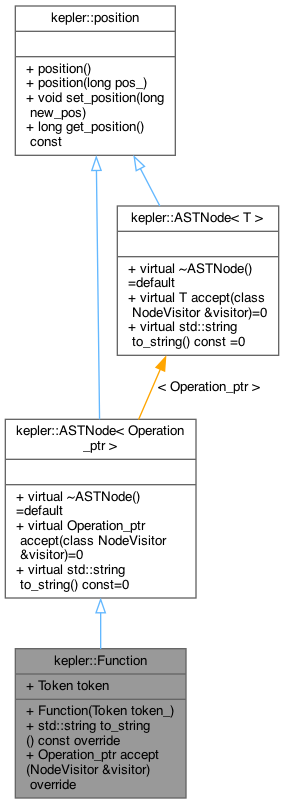 kepler::position
+ position()
+ position(long pos_)
+ void set_position(long
new_pos)
+ long get_position()
const
kepler::ASTNode< T >
+ virtual ~ASTNode()
=default
+ virtual T accept(class
NodeVisitor &visitor)=0
+ virtual std::string
to_string() const =0
< Operation_ptr >
kepler::ASTNode< Operation
_ptr >
+ virtual ~ASTNode()
=default
+ virtual Operation_ptr
accept(class NodeVisitor
&visitor)=0
+ virtual std::string
to_string() const=0
kepler::Function
+ Token token
+ Function(Token token_)
+ std::string to_string
() const override
+ Operation_ptr accept
(NodeVisitor &visitor)
override